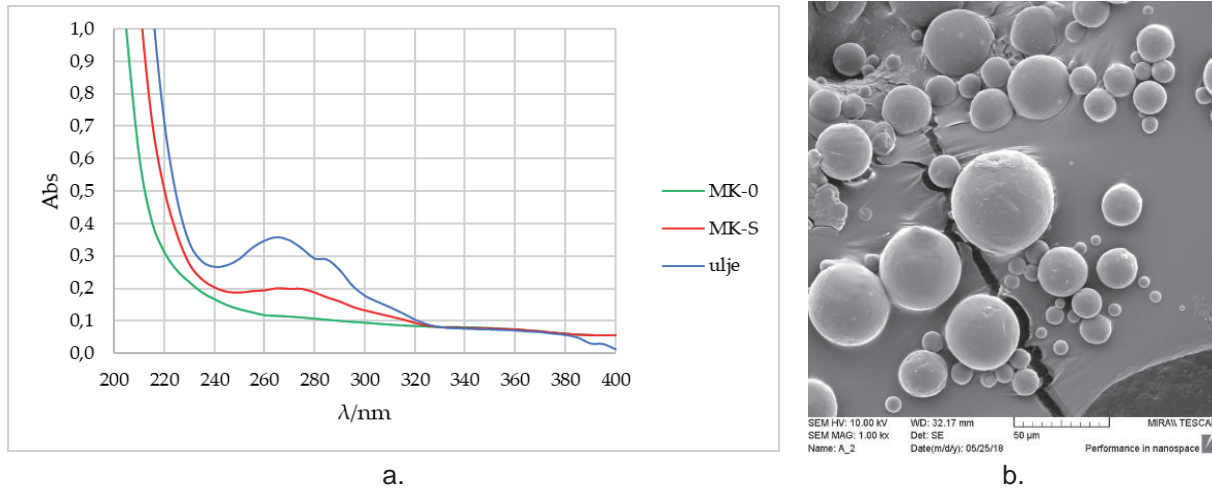 1,0
0,9
0,8
0,7
0,6
0,5
0,4
0,3
0,2
0,1
0,0
Abs
200 220 240 260 280 300 320 340 360 380 400
λ/nm
MK-0
MK-S
ulje
a.
SEM HV: 10.00 kV WD: 32.17 mm MIRA\\ TESCA
SEM MAG: 1.00 kx Det: SE 50 µm
Name: A_2 Date(m/d/y): 05/25/18 Performance in nanospace
b.